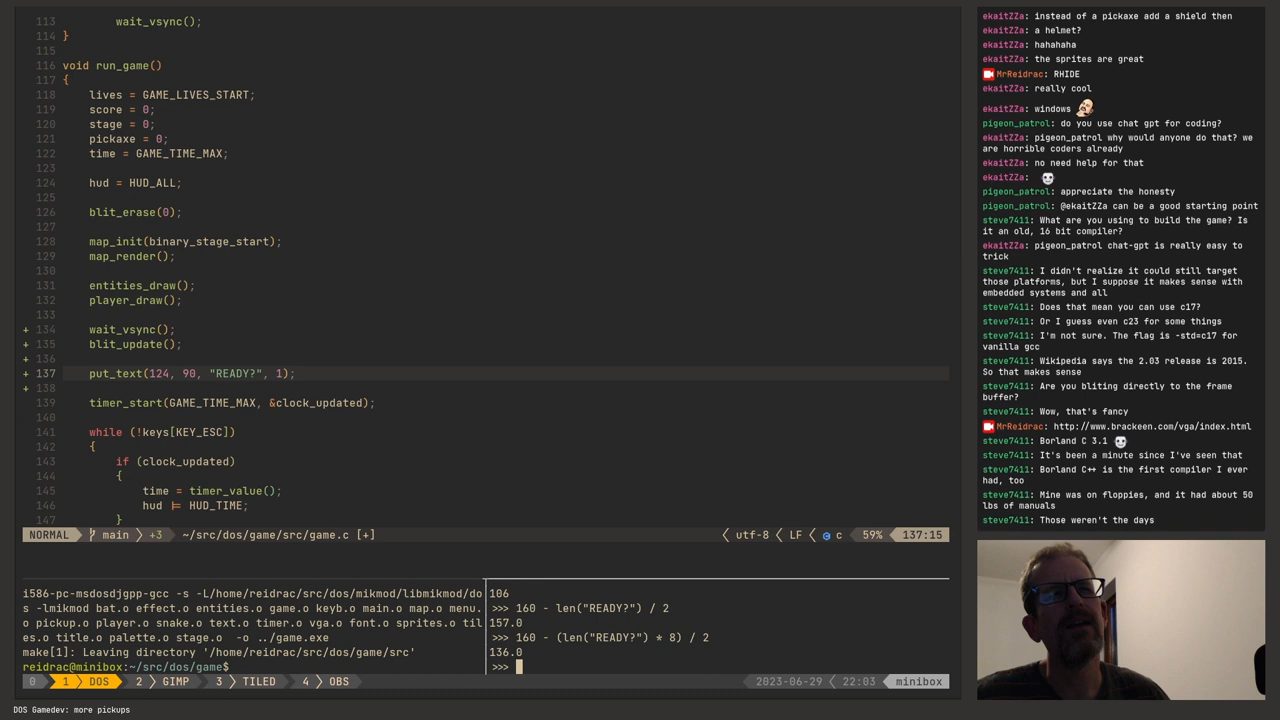 113         wait_vsync();
114 }
115
116 void run_game()
117 {
118     lives = GAME_LIVES_START;
119     score = 0;
120     stage = 0;
121     pickaxe = 0;
122     time = GAME_TIME_MAX;
123
124     hud = HUD_ALL;
125
126     blit_erase(0);
127
128     map_init(binary_stage_start);
129     map_render();
130
131     entities_draw();
132     player_draw();
+ 134     wait_vsync();
+ 135     blit_update();
+ 136
+ 137     put_text(124, 90, "READY?", 1);
+ 138
139     timer_start(GAME_TIME_MAX, &clock_updated);
140
141     while (!keys[KEY_ESC])
142     {
143         if (clock_updated)
144         {
145             time = timer_value();
146             hud |= HUD_TIME;
147         }
NORMAL main +3 ~/src/dos/game/src/game.c [+] utf-8 LF c 59% 137:15
i586-pc-msdosdjgpp-gcc -s -L/home/reidrac/src/dos/mikmod/libmikmod/do
s -lmikmod bat.o effect.o entities.o game.o keyb.o main.o map.o menu.
o pickup.o player.o snake.o text.o timer.o vga.o font.o sprites.o til
es.o title.o palette.o stage.o  -o ../game.exe
make[1]: Leaving directory '/home/reidrac/src/dos/game/src'
reidrac@minibox:~/src/dos/game$
106
>>> 160 - len("READY?") / 2
157.0
>>> 160 - (len("READY?") * 8) / 2
136.0
>>>
0 1 DOS 2 GIMP 3 TILED 4 OBS 2023-06-29 22:03 minibox
DOS Gamedev: more pickups
ekaitZZa: instead of a pickaxe add a shield then
ekaitZZa: a helmet?
ekaitZZa: hahahaha
ekaitZZa: the sprites are great
MrReidrac: RHIDE
ekaitZZa: really cool
ekaitZZa: windows
pigeon_patrol: do you use chat gpt for coding?
ekaitZZa: pigeon_patrol why would anyone do that? we
are horrible coders already
ekaitZZa: no need help for that
ekaitZZa:
pigeon_patrol: appreciate the honesty
pigeon_patrol: @ekaitZZa can be a good starting point
steve7411: What are you using to build the game? Is
it an old, 16 bit compiler?
ekaitZZa: pigeon_patrol chat-gpt is really easy to
trick
steve7411: I didn't realize it could still target
those platforms, but I suppose it makes sense with
embedded systems and all
steve7411: Does that mean you can use c17?
steve7411: Or I guess even c23 for some things
steve7411: I'm not sure. The flag is -std=c17 for
vanilla gcc
steve7411: Wikipedia says the 2.03 release is 2015.
So that makes sense
steve7411: Are you bliting directly to the frame
buffer?
steve7411: Wow, that's fancy
MrReidrac: http://www.brackeen.com/vga/index.html
steve7411: Borland C 3.1
steve7411: It's been a minute since I've seen that
steve7411: Borland C++ is the first compiler I ever
had, too
steve7411: Mine was on floppies, and it had about 50
lbs of manuals
steve7411: Those weren't the days